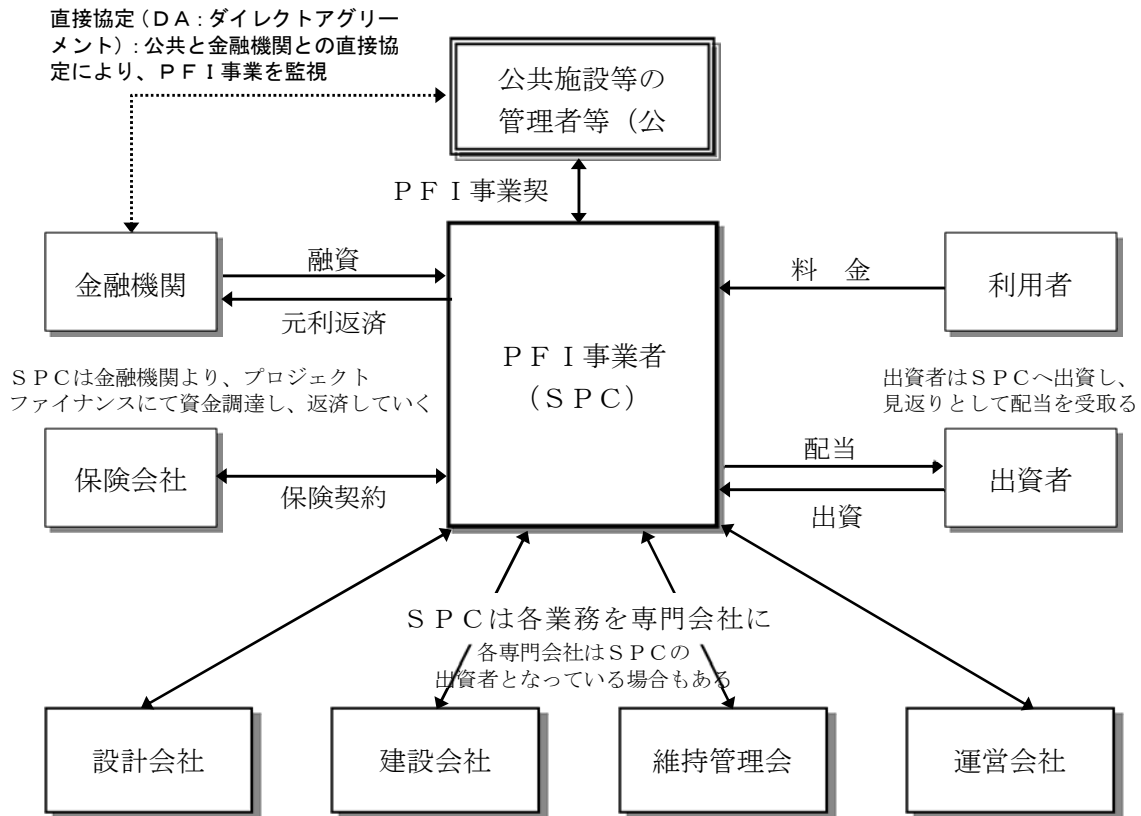 直接協定（ＤＡ：ダイレクトアグリー
メント）：公共と金融機関との直接協
定により、ＰＦＩ事業を監視
公共施設等の
管理者等（公
ＰＦＩ事業契
金融機関
融資
元利返済
料　金
利用者
ＰＦＩ事業者
（ＳＰＣ）
ＳＰＣは金融機関より、プロジェクト
ファイナンスにて資金調達し、返済していく
出資者はＳＰＣへ出資し、
見返りとして配当を受取る
保険会社
保険契約
配当
出資
出資者
ＳＰＣは各業務を専門会社に
各専門会社はＳＰＣの
出資者となっている場合もある
設計会社
建設会社
維持管理会
運営会社